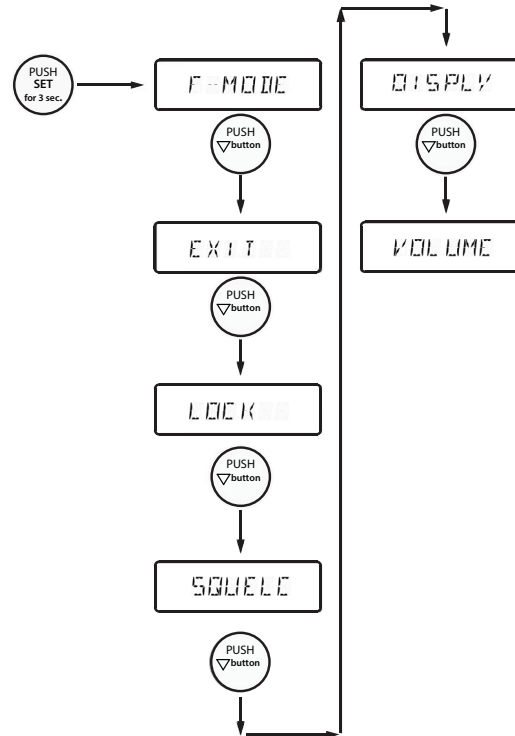 PUSH
SET
for 3 sec.
F-MODE
PUSH
▽button
EXIT
PUSH
▽button
LOCK
PUSH
▽button
SQUELC
PUSH
▽button
DISPLY
PUSH
▽button
VOLUME